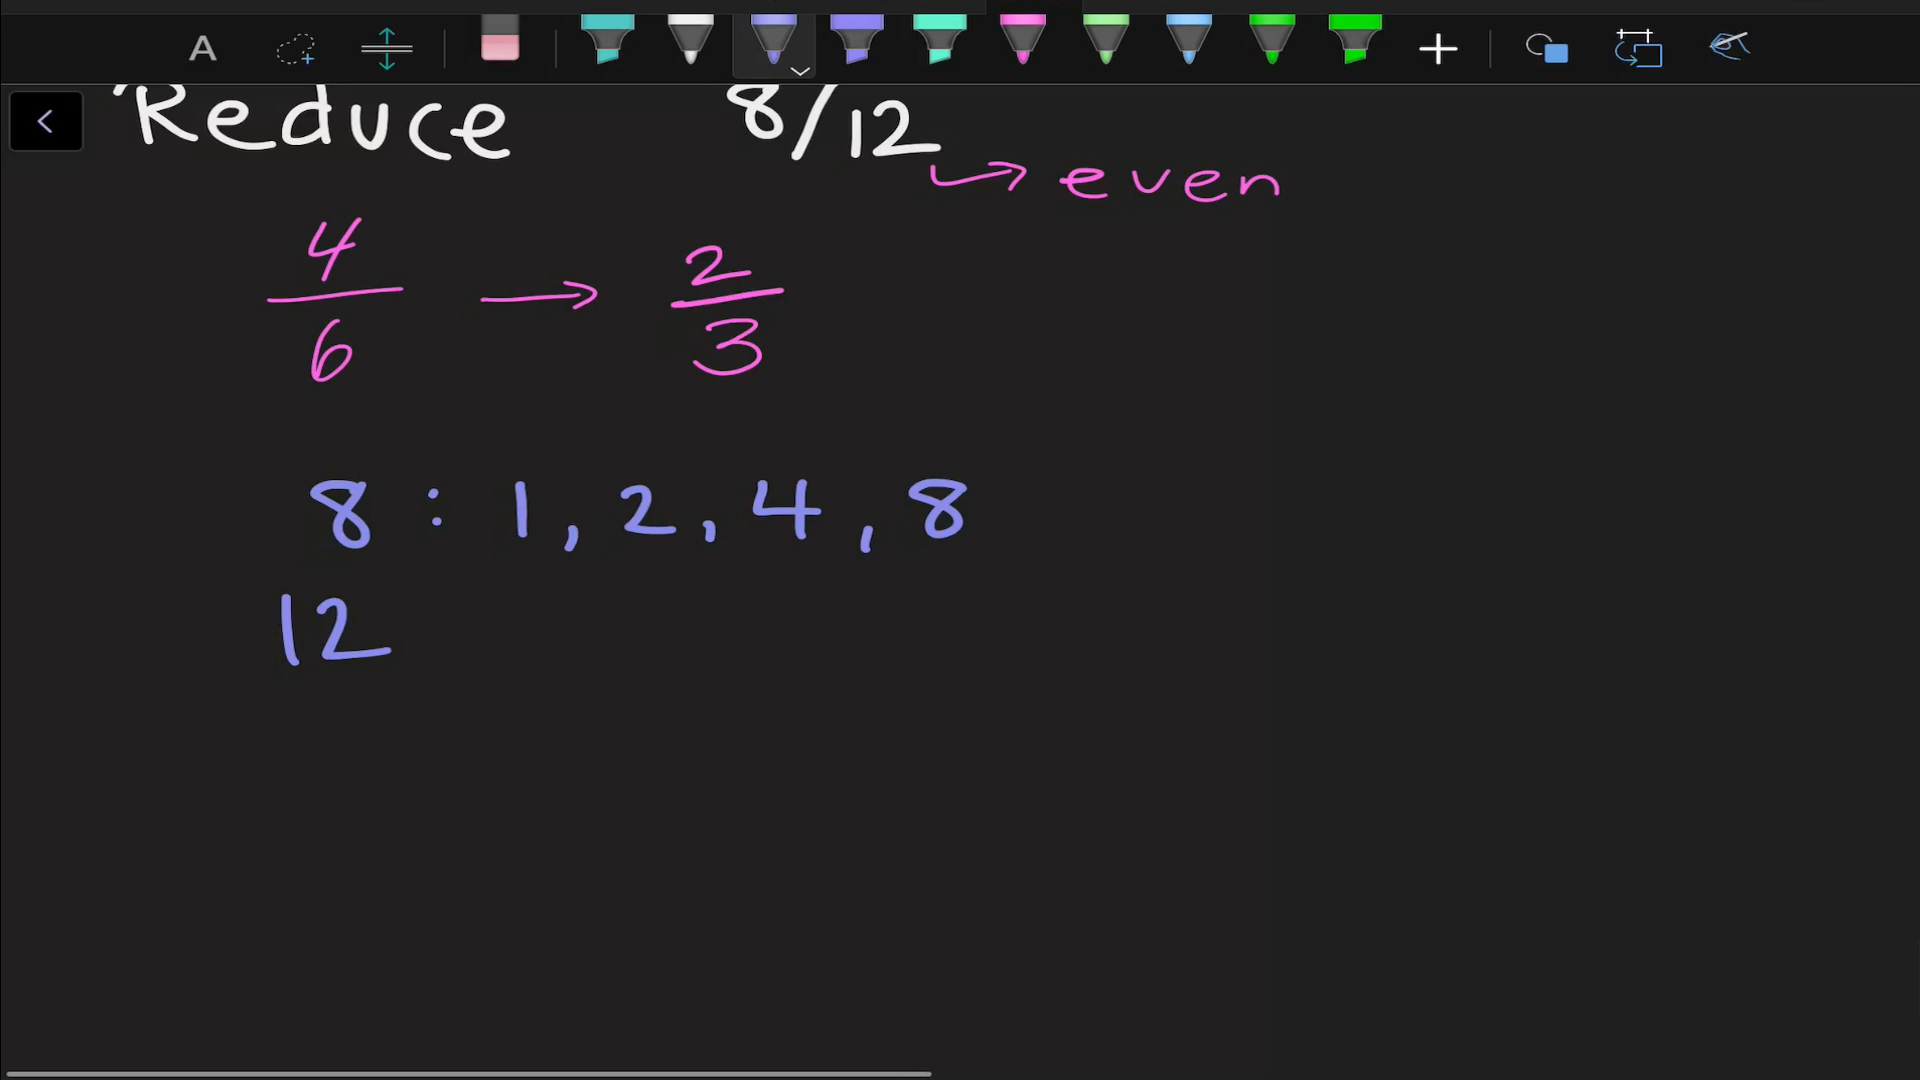 A
Reduce 8/12
→ even
4/6 → 2/3
8 : 1, 2, 4, 8
12